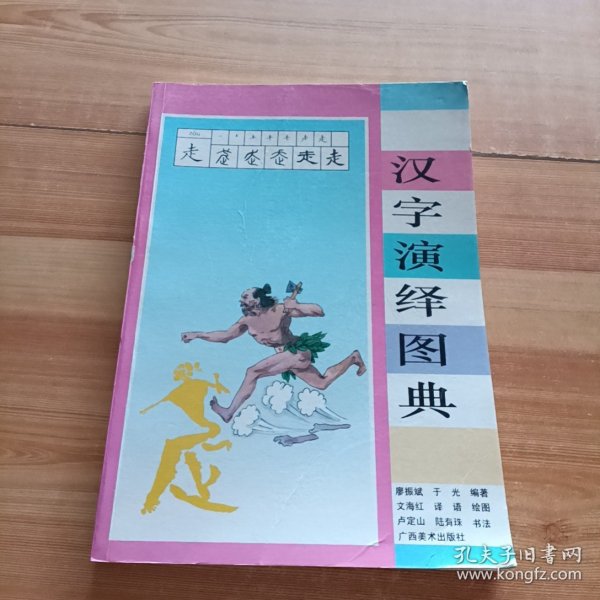 zǒu
走 走 走
汉字演绎图典
廖振斌 于光 编著
文海红 译语 绘图
卢定山 陆有珠 书法
广西美术出版社
孔夫子旧书网
www.kongfz.com